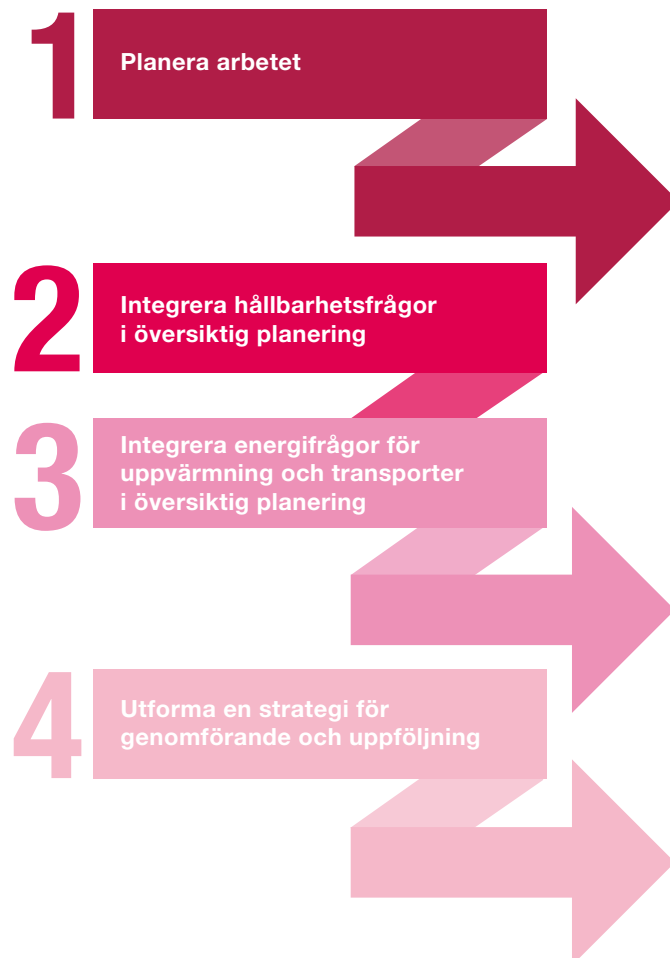 1
Planera arbetet
2
Integrera hållbarhetsfrågor
i översiktig planering
3
Integrera energifrågor för
uppvärmning och transporter
i översiktig planering
4
Utforma en strategi för
genomförande och uppföljning